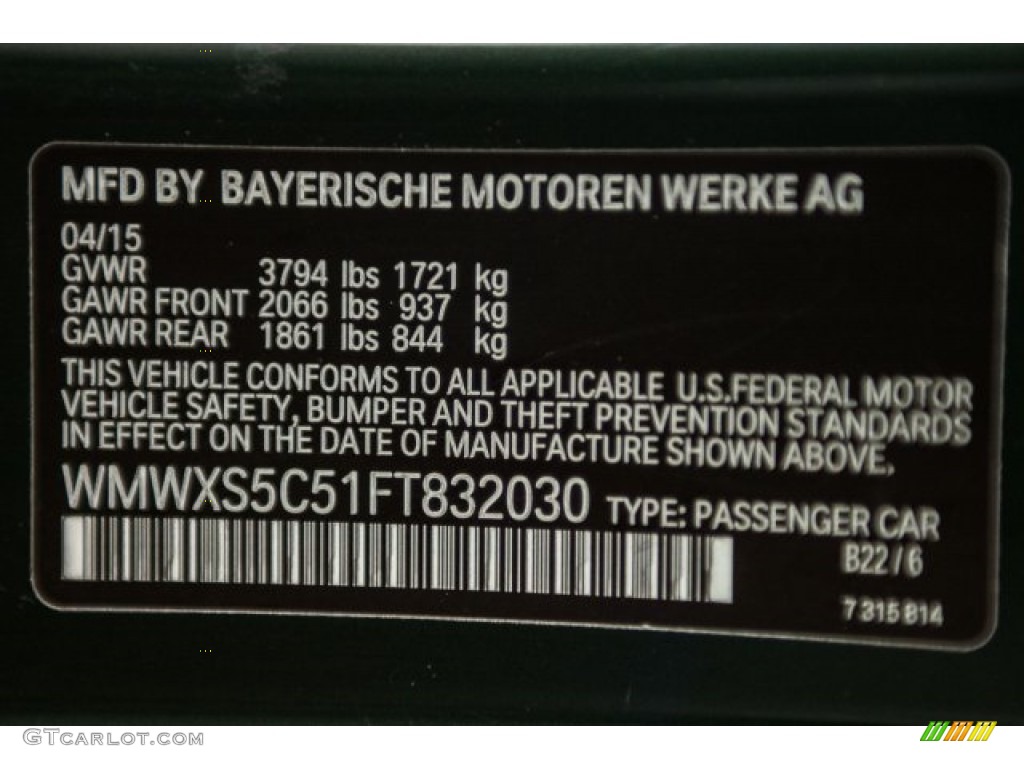 MFD BY BAYERISCHE MOTOREN WERKE AG
04/15
GVWR 3794 lbs 1721 kg
GAWR FRONT 2066 lbs 937 kg
GAWR REAR 1861 lbs 844 kg
THIS VEHICLE CONFORMS TO ALL APPLICABLE U.S.FEDERAL MOTOR
VEHICLE SAFETY, BUMPER AND THEFT PREVENTION STANDARDS
IN EFFECT ON THE DATE OF MANUFACTURE SHOWN ABOVE.
WMWXS5C51FT832030 TYPE: PASSENGER CAR
B22/6
7 315 814
GTCARLOT.COM